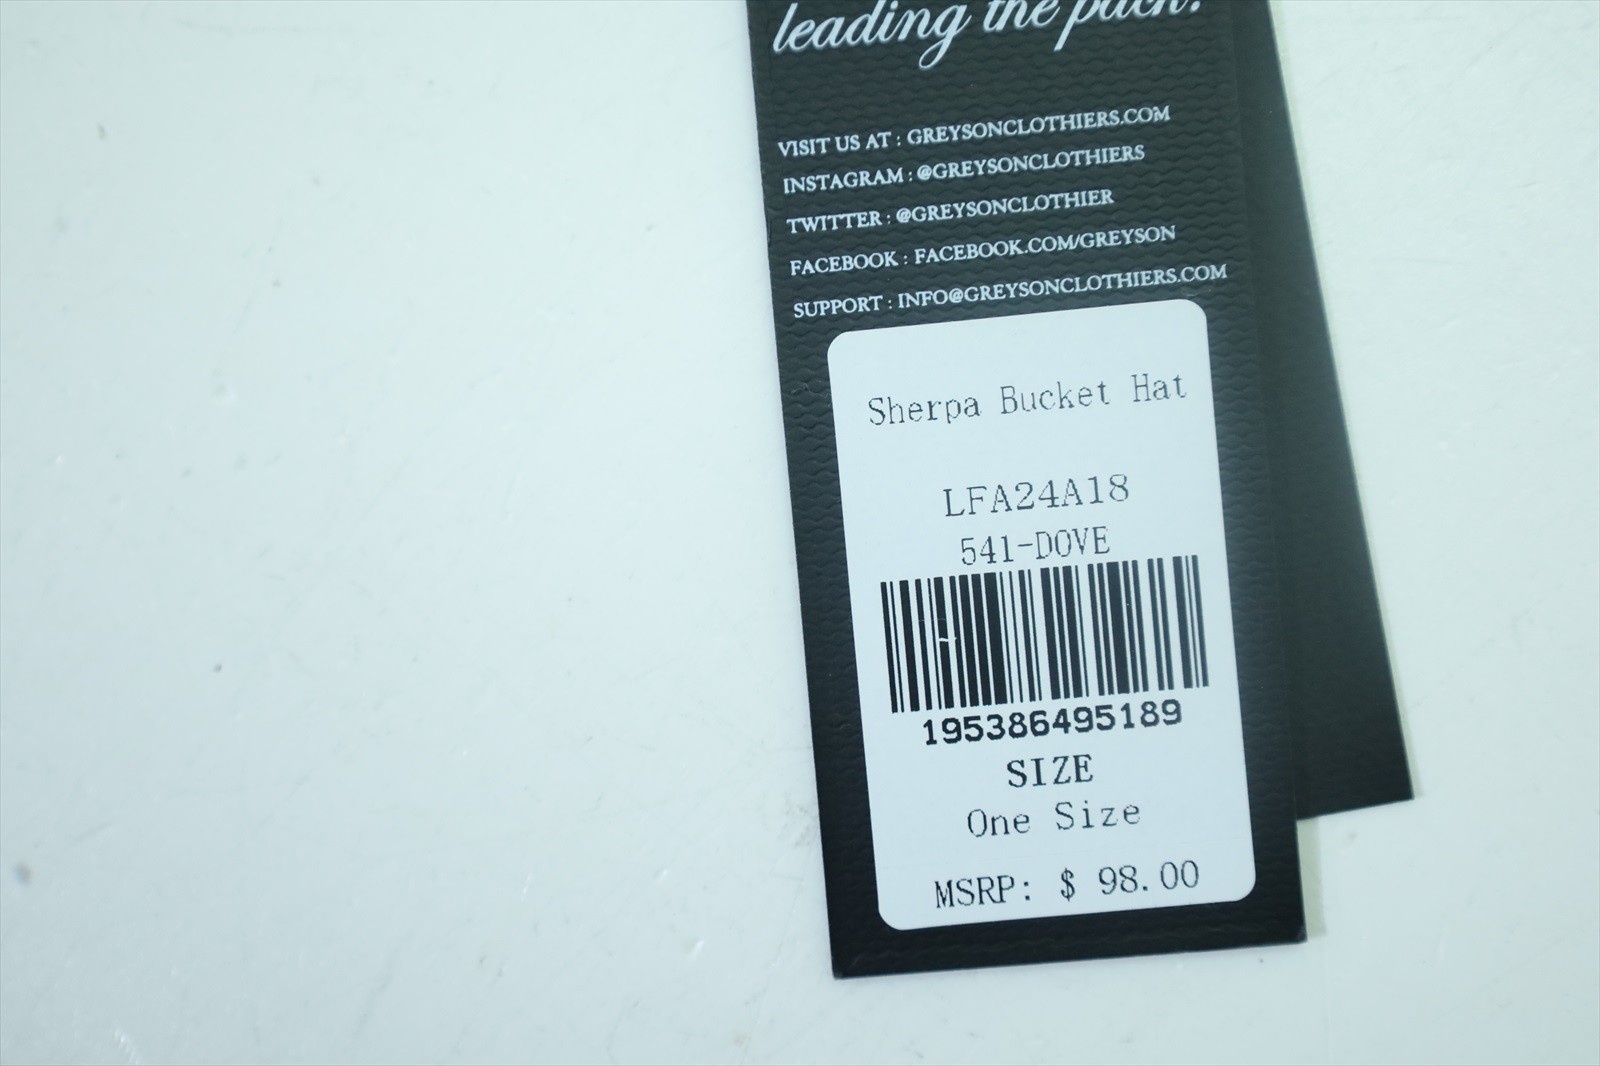 leading the pack.
VISIT US AT : GREYSONCLOTHIERS.COM
INSTAGRAM : @GREYSONCLOTHIERS
TWITTER : @GREYSONCLOTHIER
FACEBOOK : FACEBOOK.COM/GREYSON
SUPPORT : INFO@GREYSONCLOTHIERS.COM
Sherpa Bucket Hat
LFA24A18
541-DOVE
195386495189
SIZE
One Size
MSRP: $ 98.00